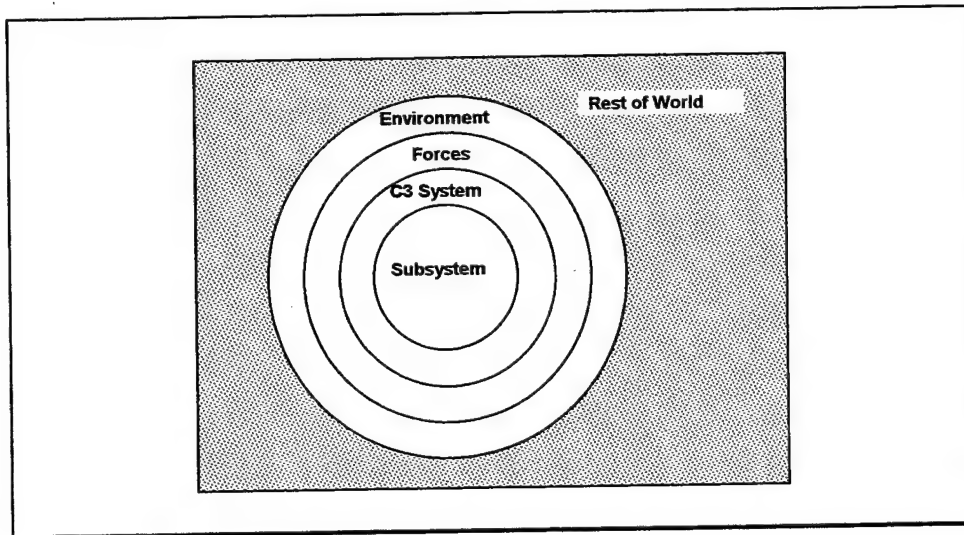 Rest of World
Environment
Forces
C3 System
Subsystem